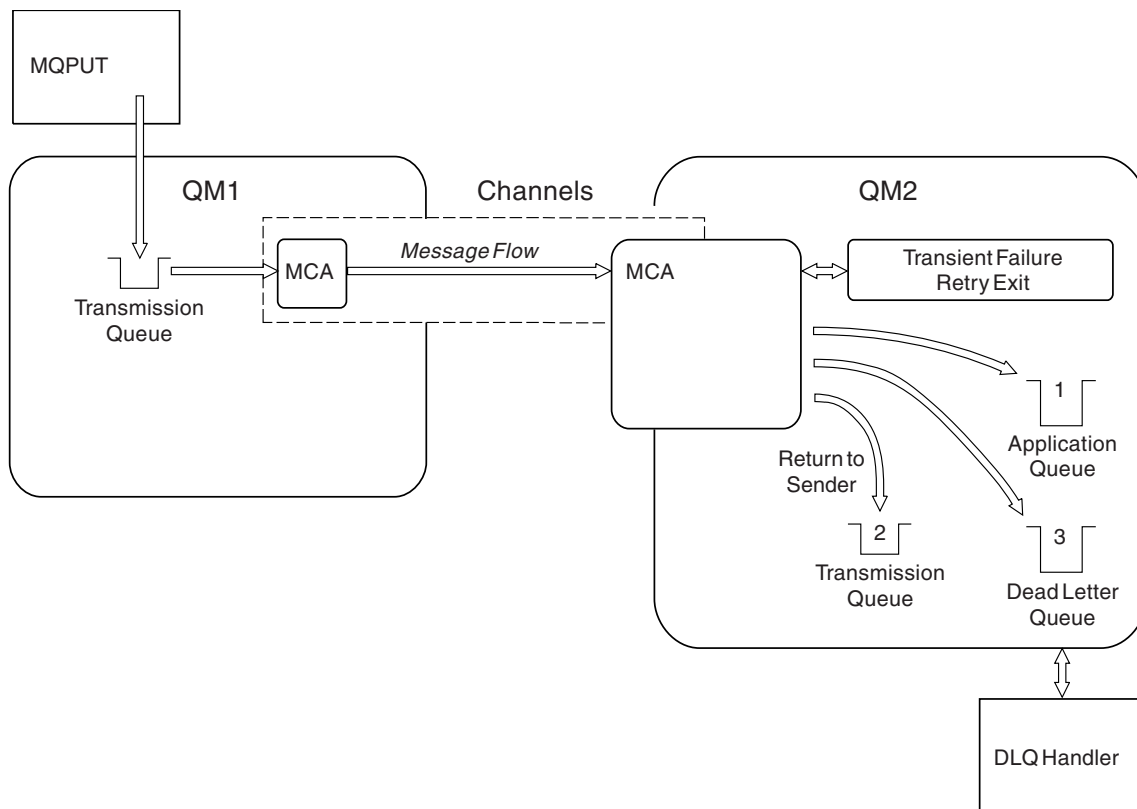 MQPUT
QM1
Channels
QM2
Message Flow
MCA
MCA
Transient Failure
Retry Exit
Transmission
Queue
1
Application
Queue
Return to
Sender
2
Transmission
Queue
3
Dead Letter
Queue
DLQ Handler